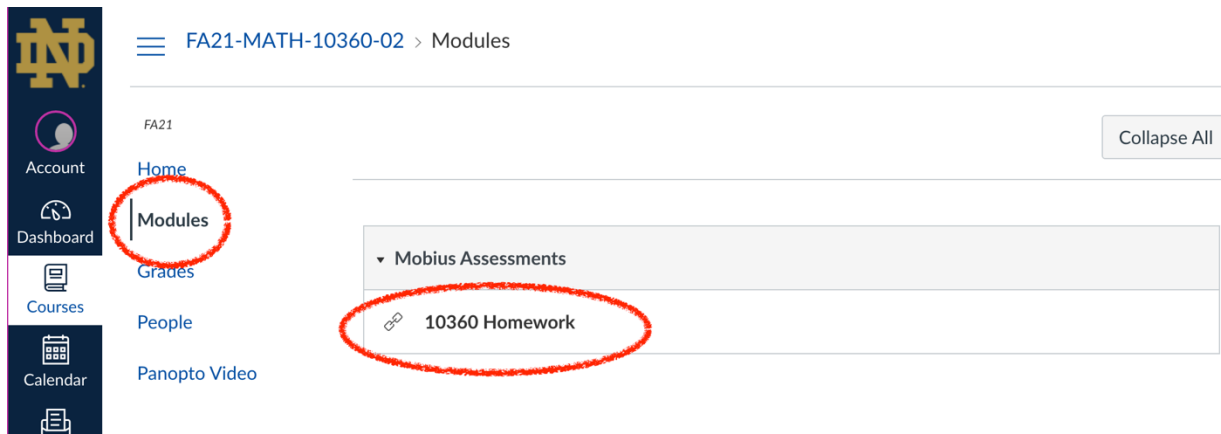 ND
FA21-MATH-10360-02 > Modules
FA21
Collapse All
Account
Home
Modules
Dashboard
Mobius Assessments
Grades
Courses
People
10360 Homework
Calendar
Panopto Video